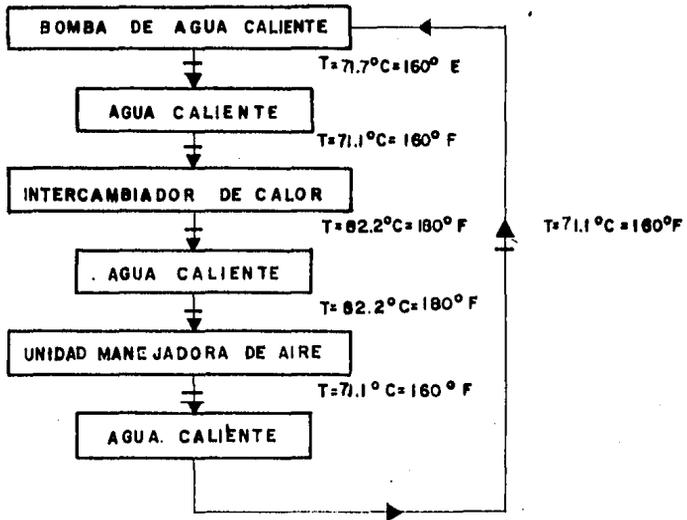 BOMBA DE AGUA CALIENTE
T=71.7°C=160° E
AGUA CALIENTE
T=71.1°C=160° F
INTERCAMBIADOR DE CALOR
T=82.2°C=180° F
T=71.1°C=160°F
AGUA CALIENTE
T=82.2°C=180° F
UNIDAD MANEJADORA DE AIRE
T=71.1°C=160° F
AGUA. CALIENTE